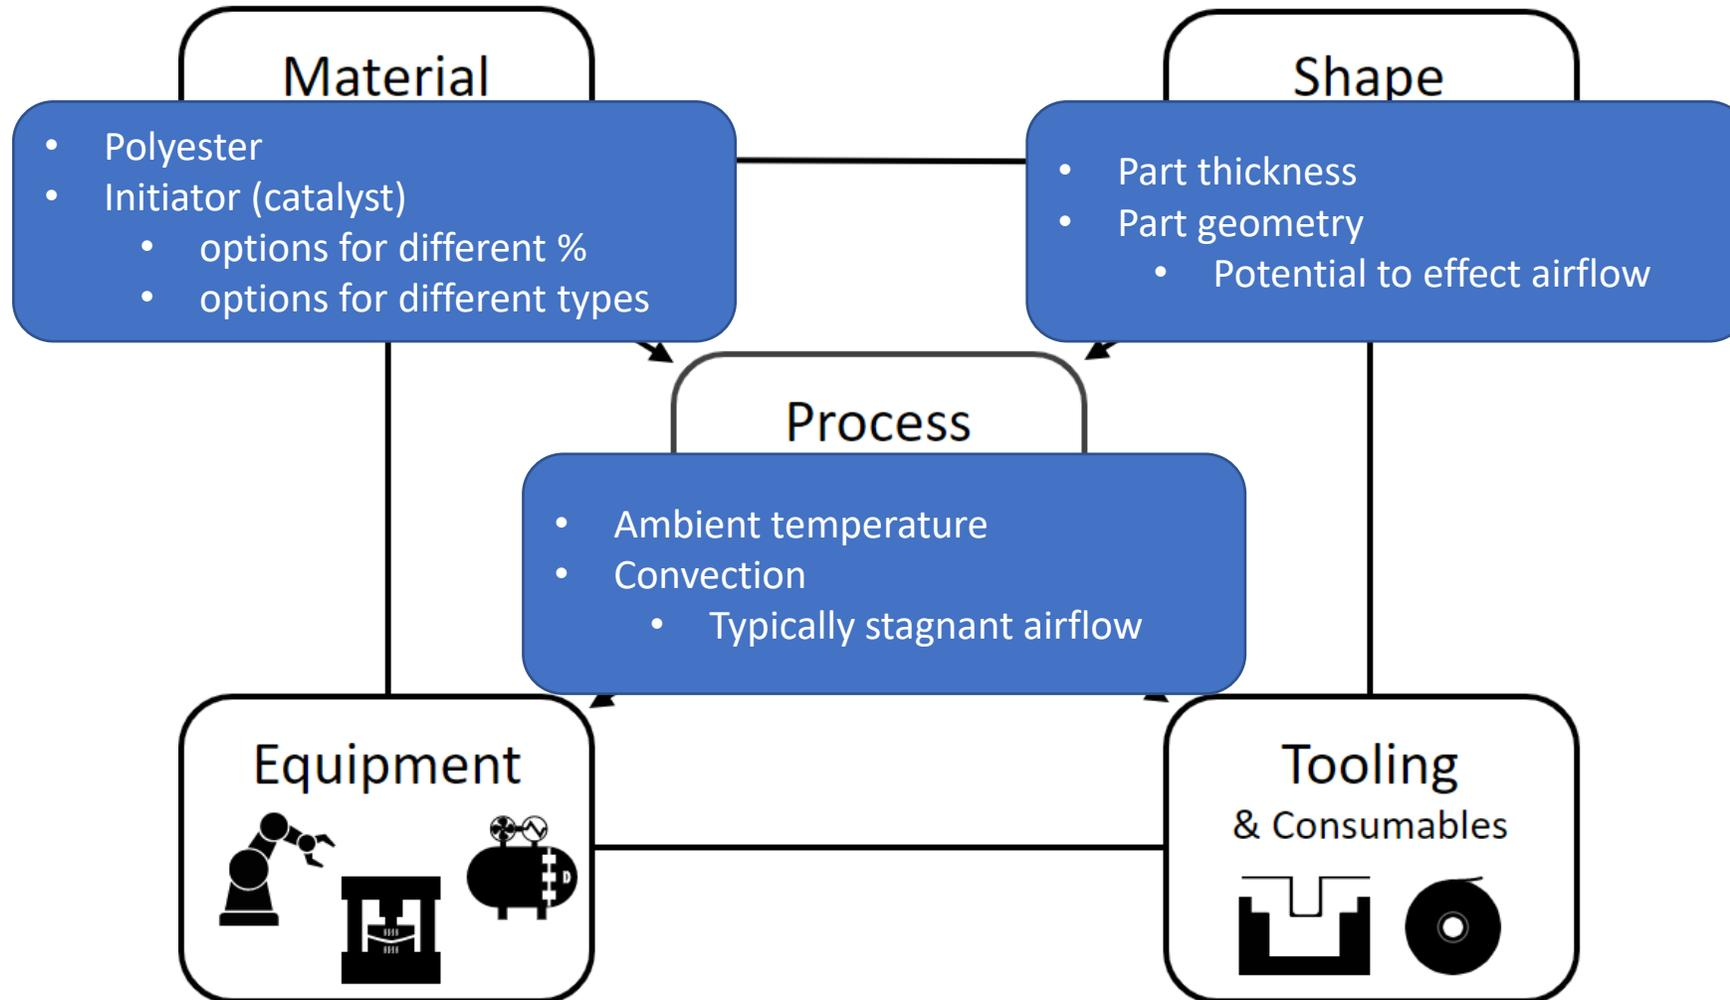 Material
• Polyester
• Initiator (catalyst)
• options for different %
• options for different types
Shape
• Part thickness
• Part geometry
• Potential to effect airflow
Process
• Ambient temperature
• Convection
• Typically stagnant airflow
Equipment
D
Tooling
& Consumables